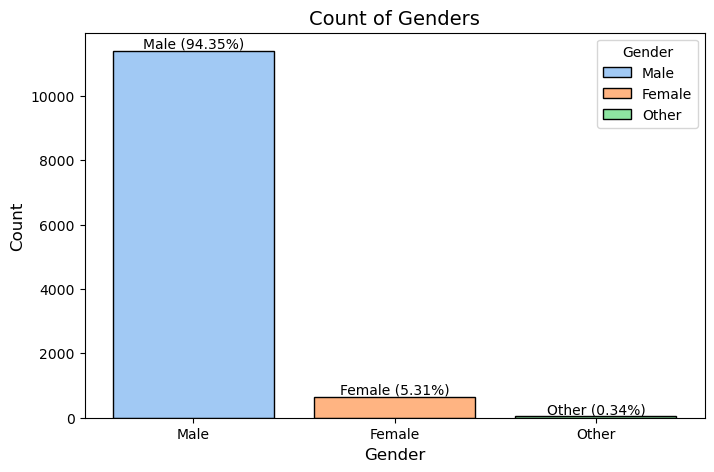 Count of Genders
Male (94.35%)
Gender
Male
Female
Other
10000
8000
6000
4000
2000
0
Count
Female (5.31%)
Other (0.34%)
Male
Female
Other
Gender